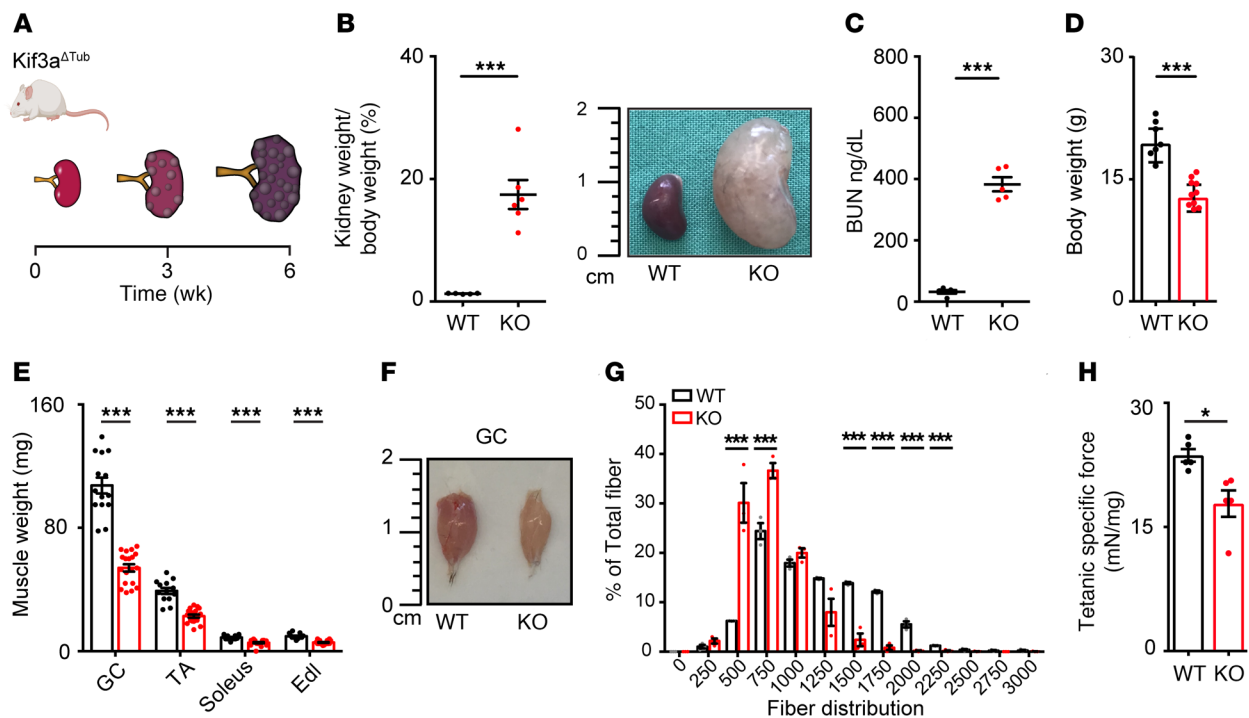 A
Kif3a^ΔTub
0 3 6
Time (wk)
B
Kidney weight/
body weight (%)
40
20
0
***
WT KO
2
1
0
cm
WT KO
C
BUN ng/dL
800
600
400
200
0
***
WT KO
D
Body weight (g)
30
15
0
***
WT KO
E
Muscle weight (mg)
160
80
0
*** *** *** ***
GC TA Soleus Edl
F
GC
2
1
0
cm
WT KO
G
WT
KO
% of Total fiber
50
40
30
20
10
0
*** *** *** *** *** ***
0 250 500 750 1000 1250 1500 1750 2000 2250 2500 2750 3000
Fiber distribution
H
Tetanic specific force
(mN/mg)
30
15
0
*
WT KO